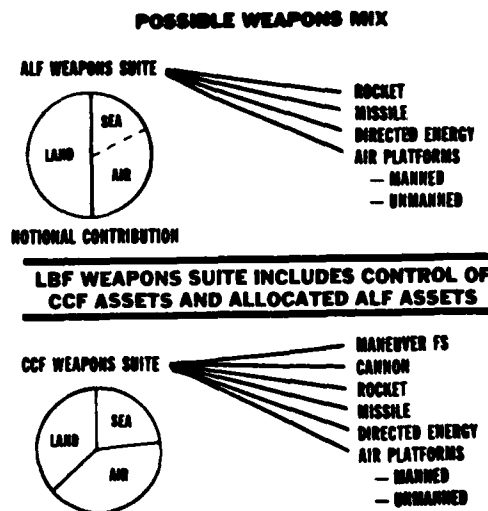 POSSIBLE WEAPONS MIX
ALF WEAPONS SUITE
ROCKET
MISSILE
DIRECTED ENERGY
AIR PLATFORMS
— MANNED
— UNMANNED
LAND
SEA
AIR
NOTIONAL CONTRIBUTION
LBF WEAPONS SUITE INCLUDES CONTROL OF
CCF ASSETS AND ALLOCATED ALF ASSETS
CCF WEAPONS SUITE
MANEUVER FS
CANNON
ROCKET
MISSILE
DIRECTED ENERGY
AIR PLATFORMS
— MANNED
— UNMANNED
LAND
SEA
AIR